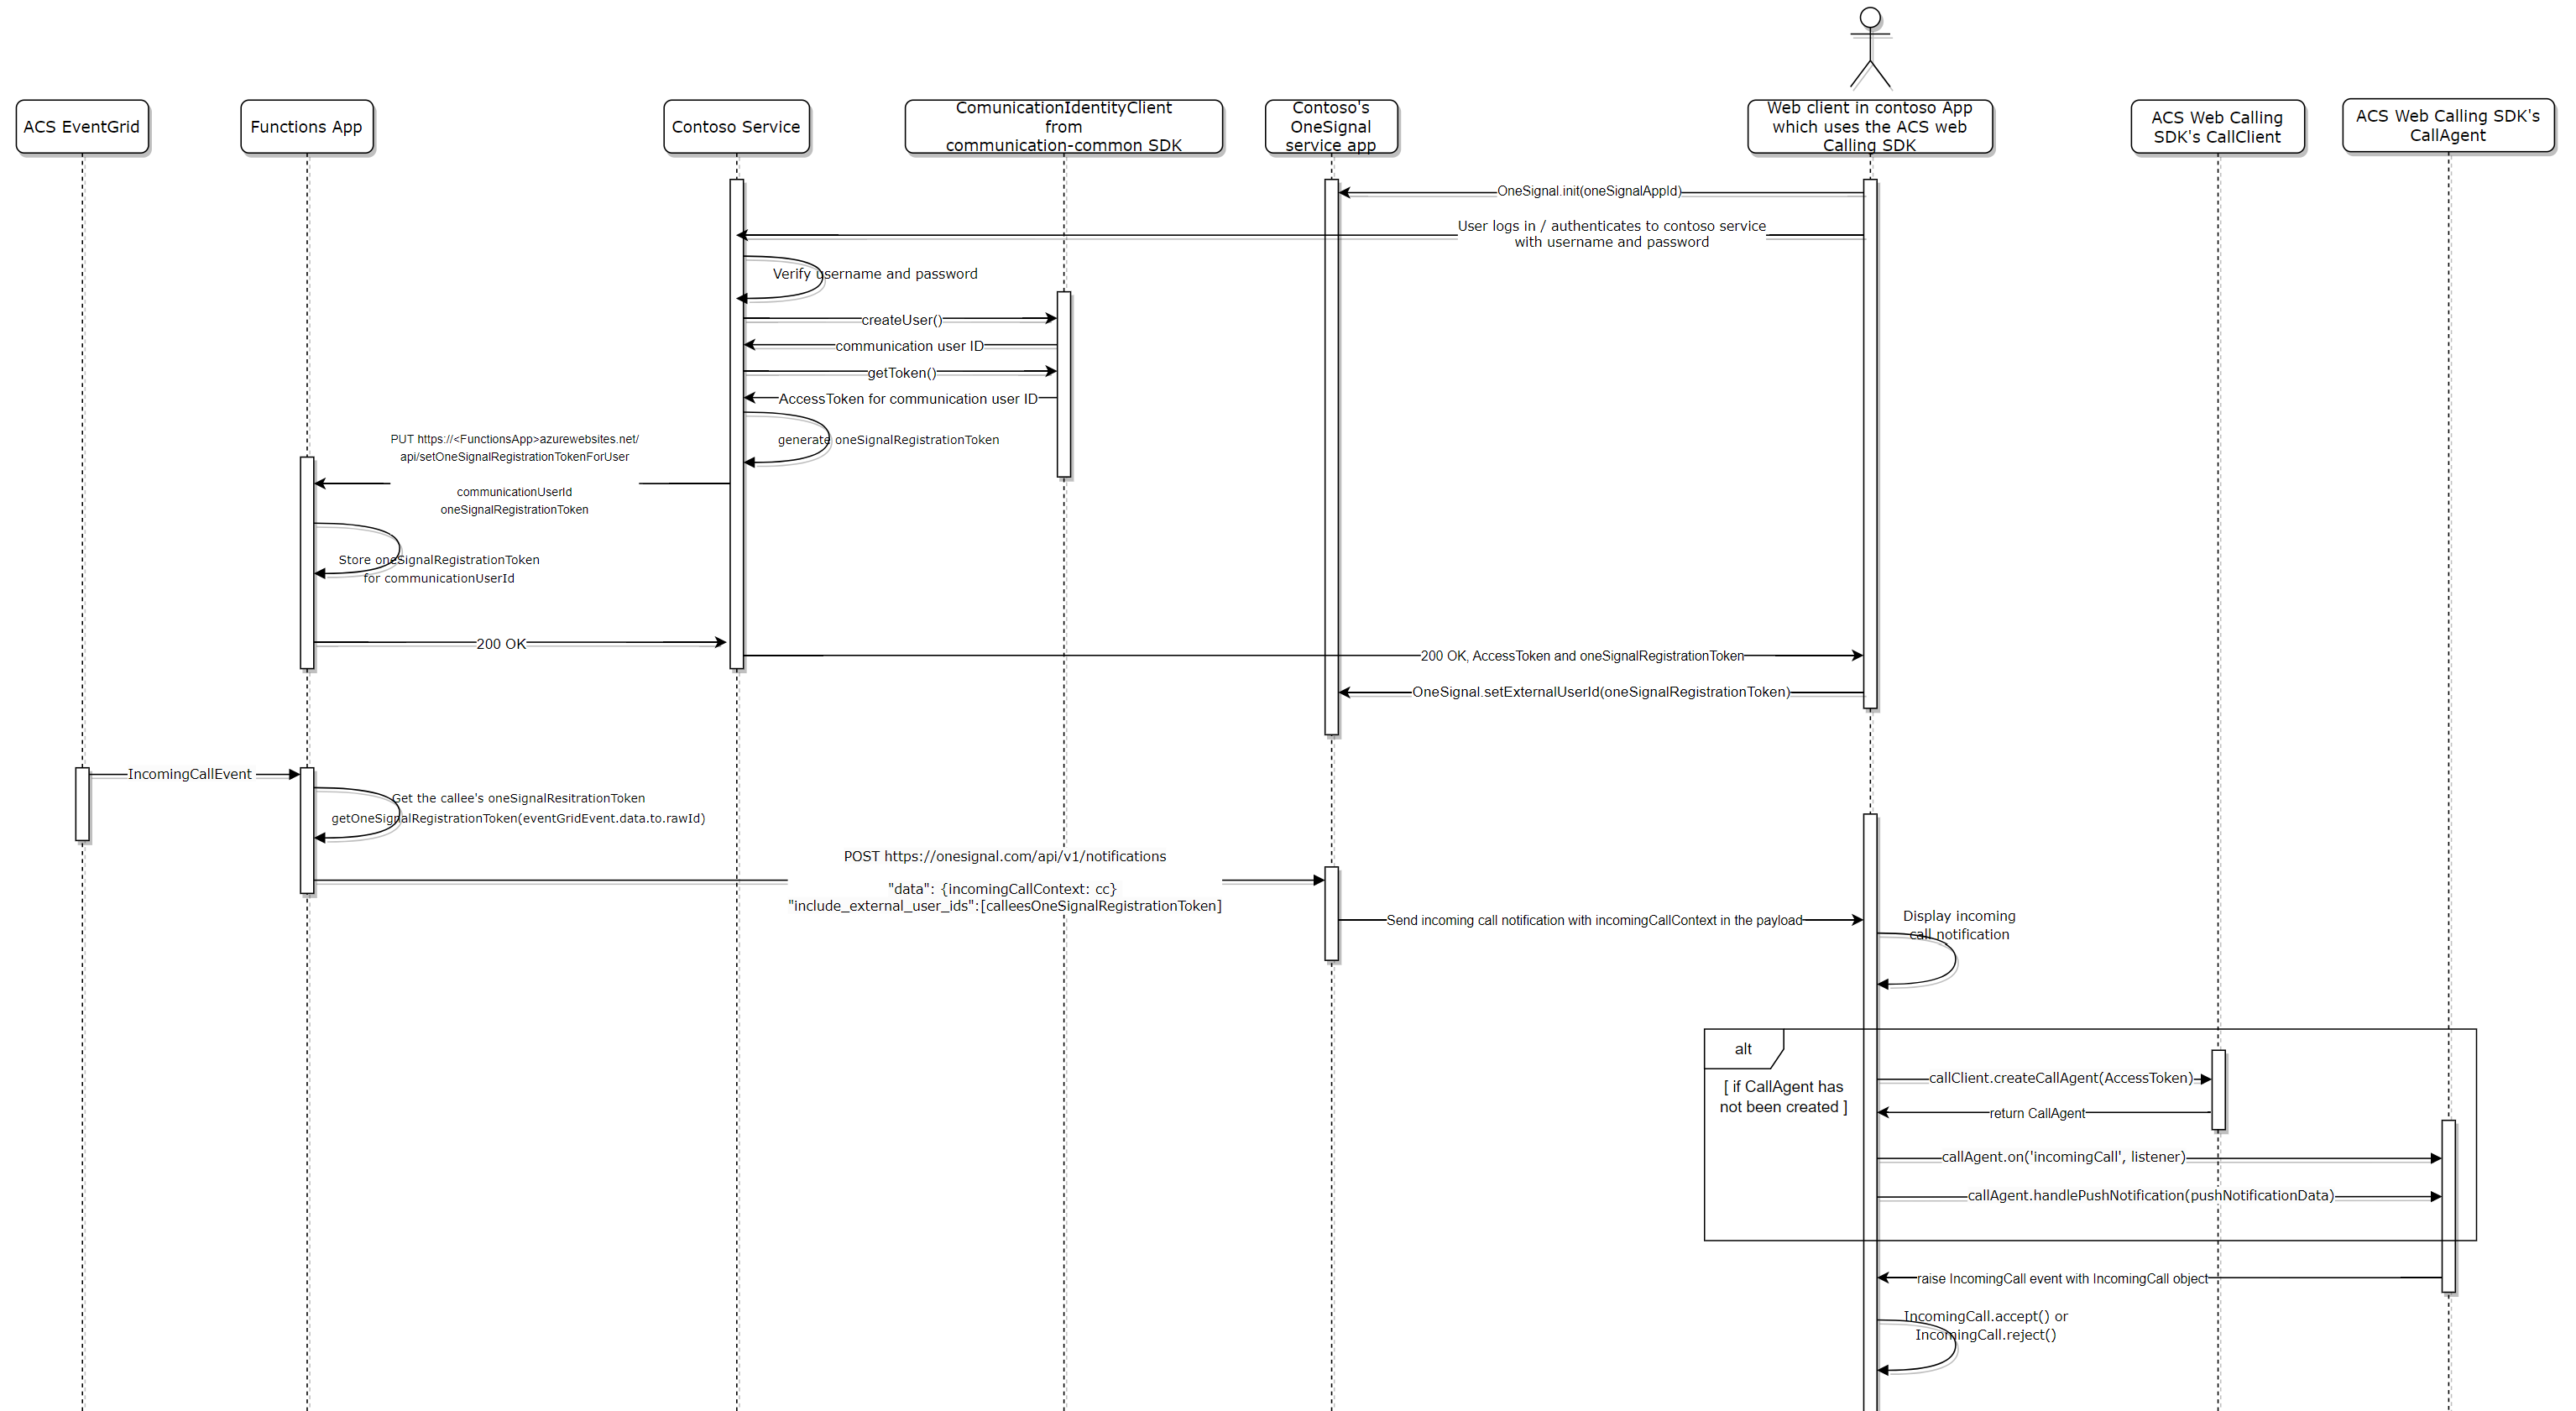 ACS EventGrid
Functions App
Contoso Service
ComunicationIdentityClient
from
communication-common SDK
Contoso's
OneSignal
service app
Web client in contoso App
which uses the ACS web
Calling SDK
ACS Web Calling
SDK's CallClient
ACS Web Calling SDK's
CallAgent
OneSignal.init(oneSignalAppId)
User logs in / authenticates to contoso service
with username and password
Verify username and password
createUser()
communication user ID
getToken()
AccessToken for communication user ID
generate oneSignalRegistrationToken
PUT https://<FunctionsApp>azurewebsites.net/
api/setOneSignalRegistrationTokenForUser
communicationUserId
oneSignalRegistrationToken
Store oneSignalRegistrationToken
for communicationUserId
200 OK
200 OK, AccessToken and oneSignalRegistrationToken
OneSignal.setExternalUserId(oneSignalRegistrationToken)
IncomingCallEvent
Get the callee's oneSignalResitrationToken
getOneSignalRegistrationToken(eventGridEvent.data.to.rawId)
POST https://onesignal.com/api/v1/notifications
"data": {incomingCallContext: cc}
"include_external_user_ids":[calleesOneSignalRegistrationToken]
Send incoming call notification with incomingCallContext in the payload
Display incoming
call notification
alt
[ if CallAgent has
not been created ]
callClient.createCallAgent(AccessToken)
return CallAgent
callAgent.on('incomingCall', listener)
callAgent.handlePushNotification(pushNotificationData)
raise IncomingCall event with IncomingCall object
IncomingCall.accept() or
IncomingCall.reject()